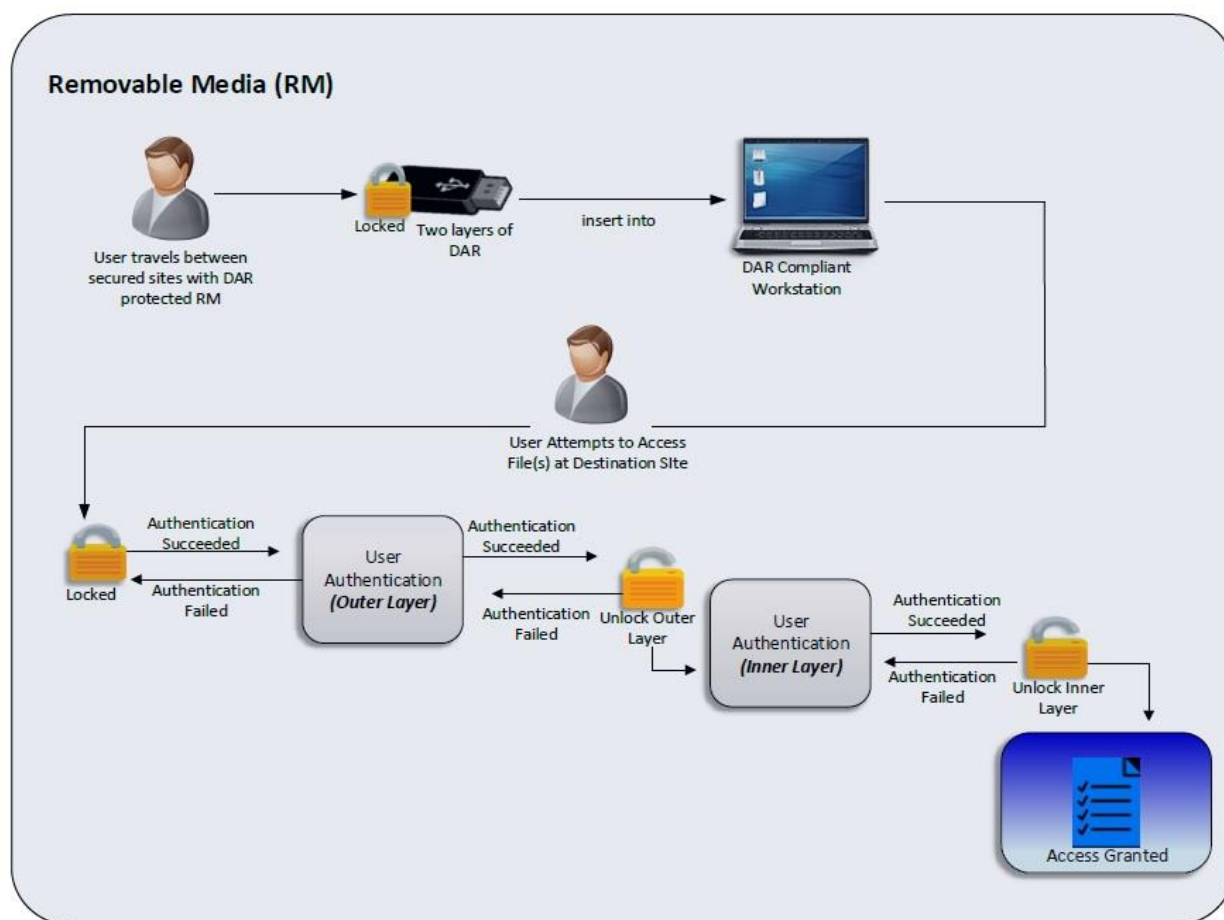 Removable Media (RM)
Locked
Two layers of
DAR
insert into
User travels between
secured sites with DAR
protected RM
DAR Compliant
Workstation
User Attempts to Access
File(s) at Destination SIte
Locked
Authentication
Succeeded
Authentication
Failed
User
Authentication
(Outer Layer)
Authentication
Succeeded
Authentication
Failed
Unlock Outer
Layer
User
Authentication
(Inner Layer)
Authentication
Succeeded
Authentication
Failed
Unlock Inner
Layer
Access Granted